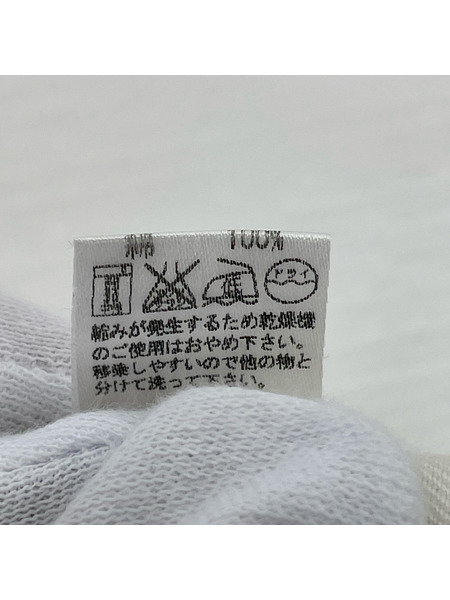 綿 100%
ドライ
縮みが発生するため乾燥機
のご使用はおやめ下さい。
移染しやすいので他の物と
分けて洗って下さい。